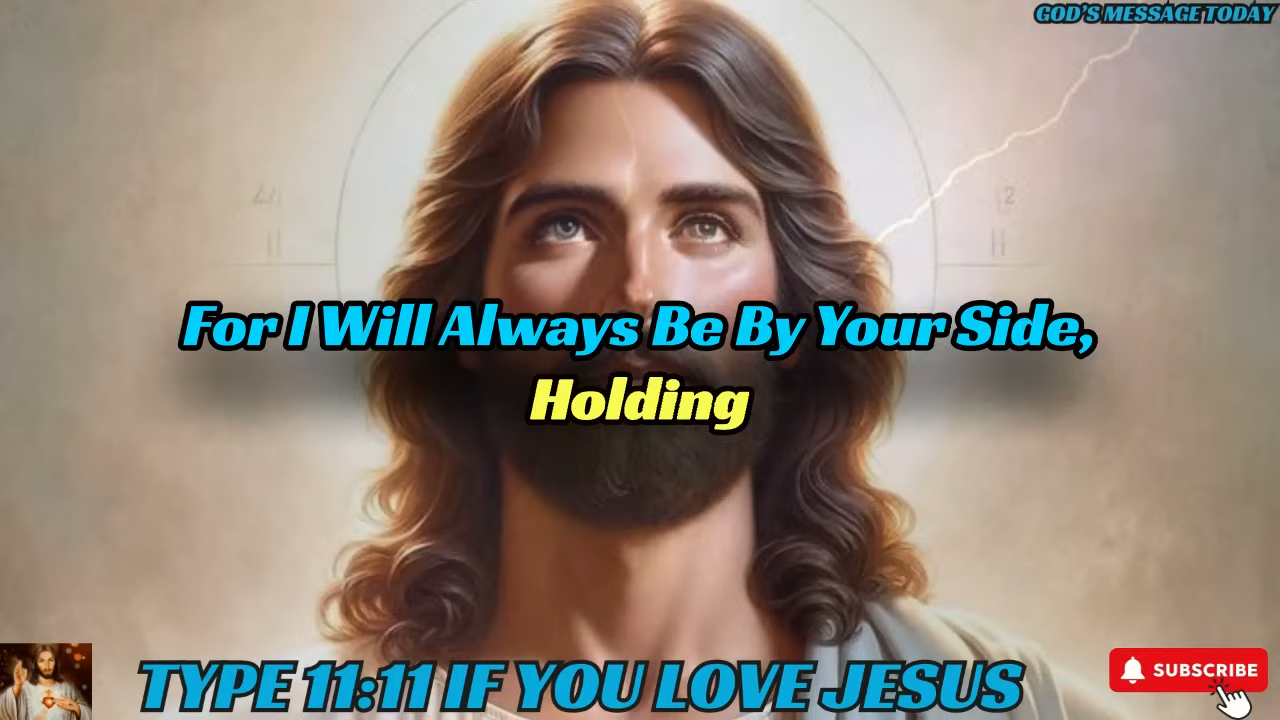 GOD'S MESSAGE TODAY
For I Will Always Be By Your Side,
Holding
TYPE 11:11 IF YOU LOVE JESUS
SUBSCRIBE